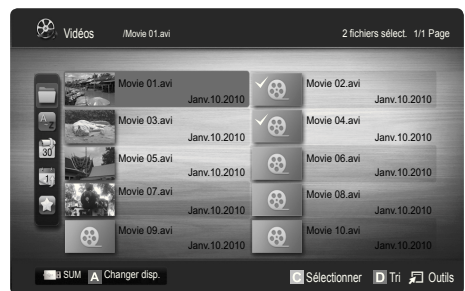 Vidéos /Movie 01.avi 2 fichiers sélect. 1/1 Page
Movie 01.avi Movie 02.avi
Janv.10.2010 Janv.10.2010
Movie 03.avi Movie 04.avi
Janv.10.2010 Janv.10.2010
Movie 05.avi Movie 06.avi
Janv.10.2010 Janv.10.2010
Movie 07.avi Movie 08.avi
Janv.10.2010 Janv.10.2010
Movie 09.avi Movie 10.avi
Janv.10.2010 Janv.10.2010
30
1
SUM A Changer disp. C Sélectionner D Tri Outils